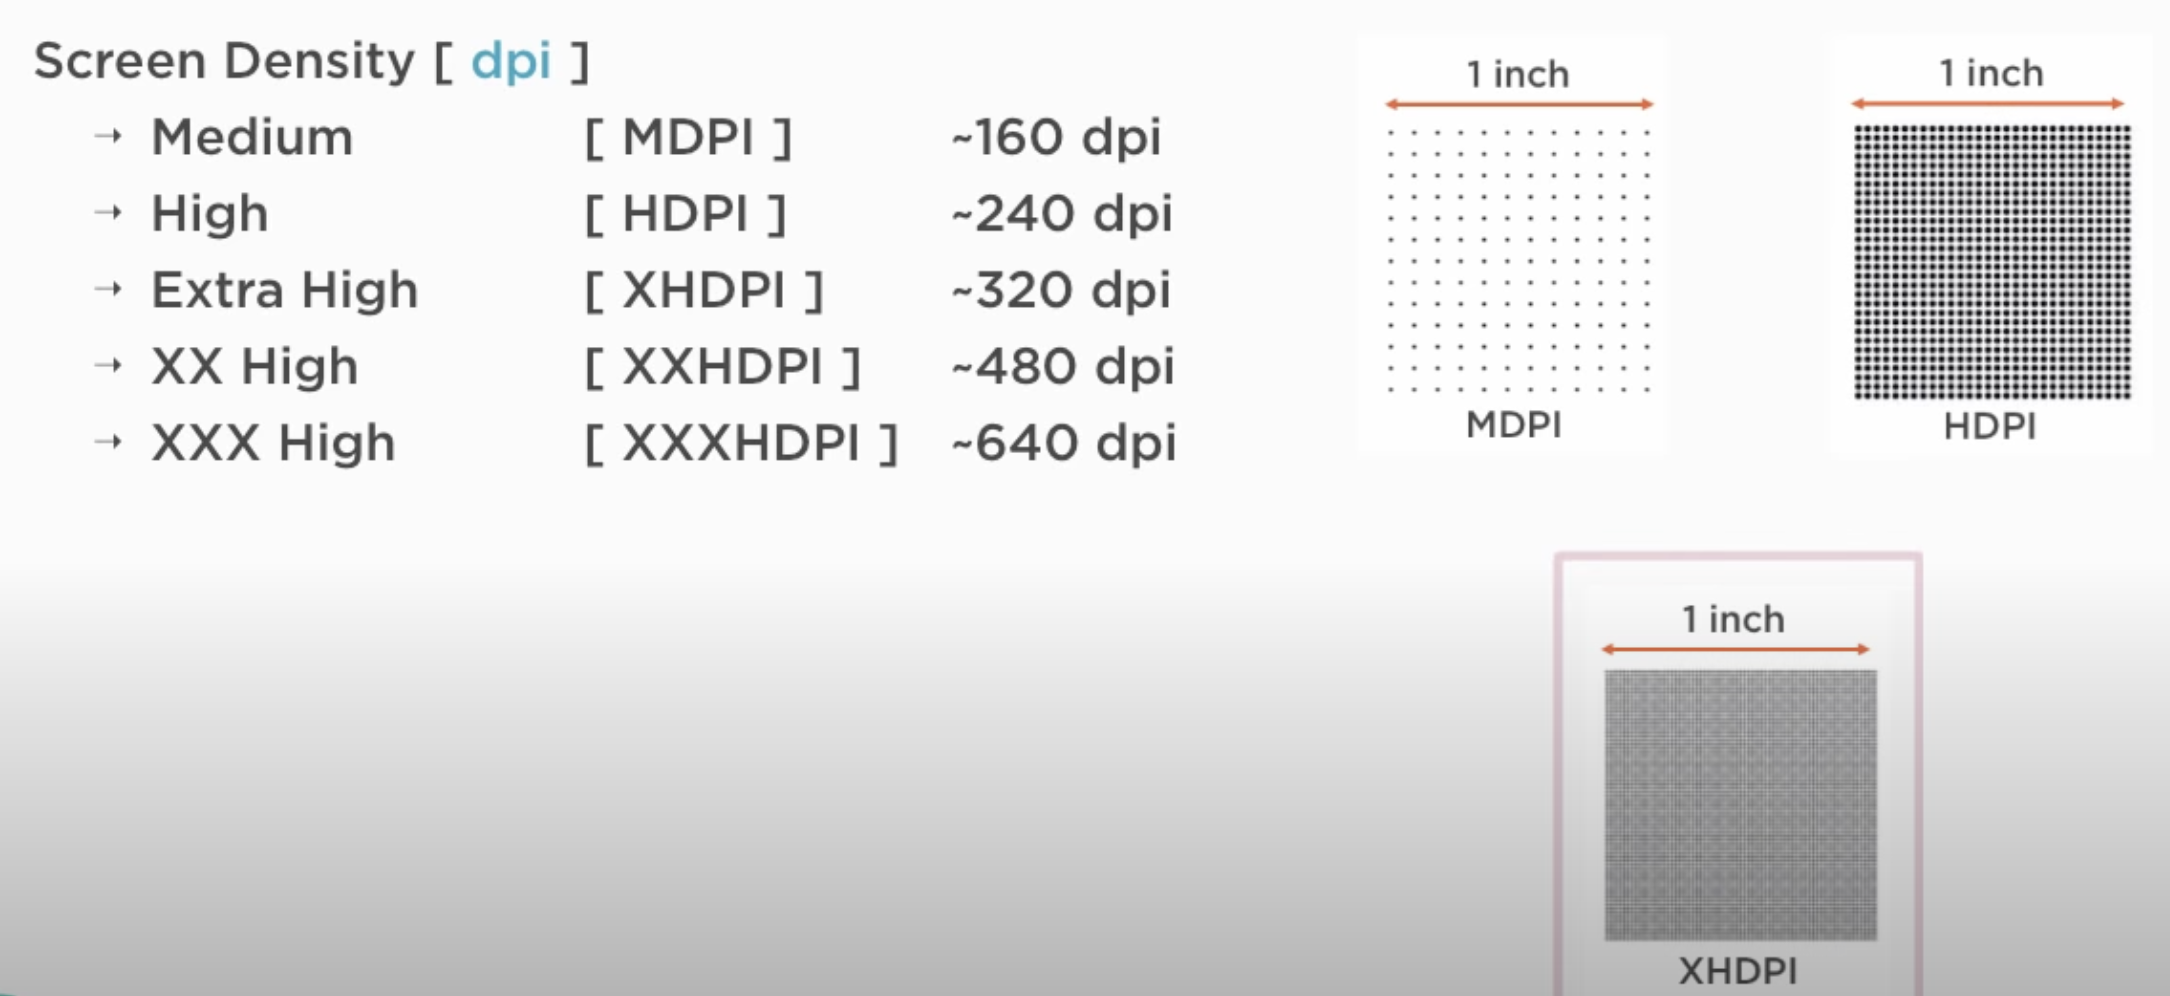 Screen Density [ dpi ]
→ Medium [ MDPI ] ~160 dpi
→ High [ HDPI ] ~240 dpi
→ Extra High [ XHDPI ] ~320 dpi
→ XX High [ XXHDPI ] ~480 dpi
→ XXX High [ XXXHDPI ] ~640 dpi
1 inch
MDPI
1 inch
HDPI
1 inch
XHDPI